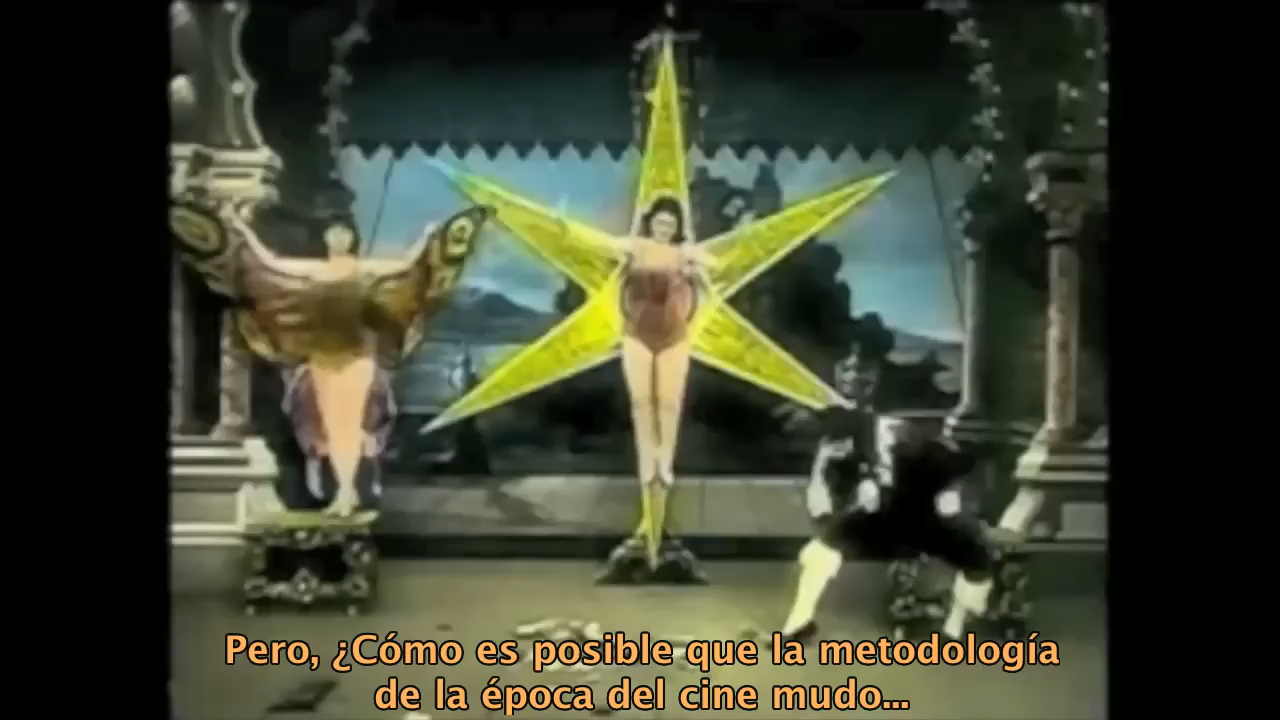 Pero, ¿Cómo es posible que la metodología
de la época del cine mudo...